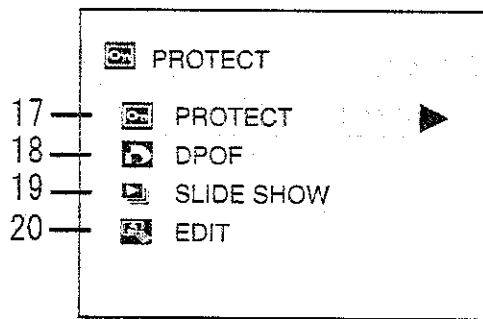 PROTECT
17 PROTECT
18 DPOF
19 SLIDE SHOW
20 EDIT